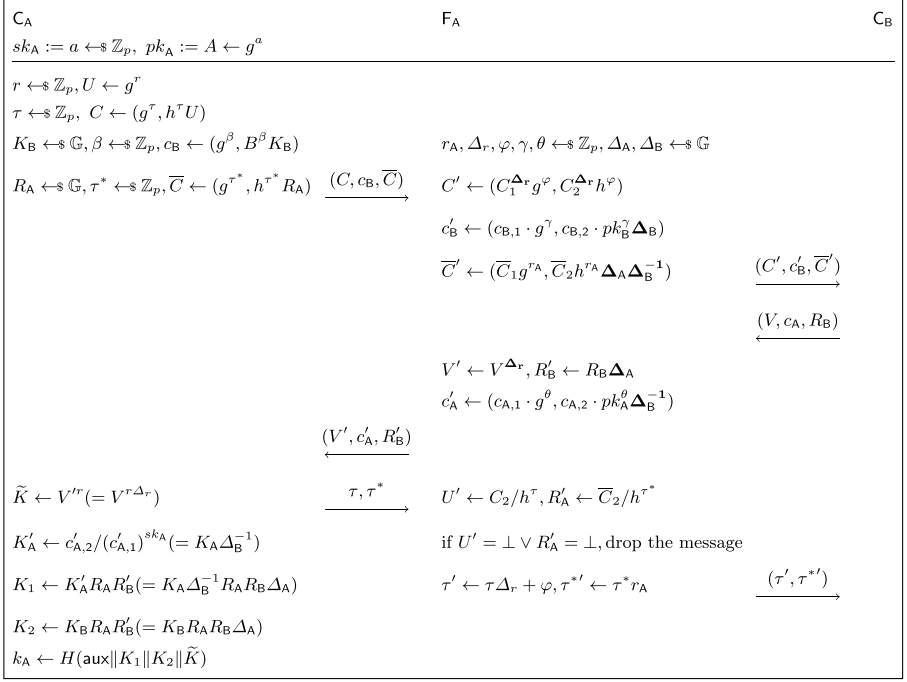 C_A F_A C_B
sk_A := a ←$ ℤ_p, pk_A := A ← g^a
r ←$ ℤ_p, U ← g^r
τ ←$ ℤ_p, C ← (g^τ, h^τ U)
K_B ←$ 𝔾, β ←$ ℤ_p, c_B ← (g^β, B^β K_B) r_A, Δ_r, φ, γ, θ ←$ ℤ_p, Δ_A, Δ_B ←$ 𝔾
R_A ←$ 𝔾, τ^* ←$ ℤ_p, C̅ ← (g^{τ^*}, h^{τ^*} R_A) (C, c_B, C̅) C′ ← (C_1^{Δ_r} g^φ, C_2^{Δ_r} h^φ)
c′_B ← (c_{B,1} · g^γ, c_{B,2} · pk_B^γ Δ_B)
C̅′ ← (C̅_1 g^{r_A}, C̅_2 h^{r_A} Δ_A Δ_B^{-1}) (C′, c′_B, C̅′)
(V, c_A, R_B)
V′ ← V^{Δ_r}, R′_B ← R_B Δ_A
c′_A ← (c_{A,1} · g^θ, c_{A,2} · pk_A^θ Δ_B^{-1})
(V′, c′_A, R′_B)
K̃ ← V′^r (= V^{rΔ_r}) τ, τ^* U′ ← C_2/h^τ, R′_A ← C̅_2/h^{τ^*}
K′_A ← c′_{A,2}/(c′_{A,1})^{sk_A} (= K_A Δ_B^{-1}) if U′ = ⊥ ∨ R′_A = ⊥, drop the message
K_1 ← K′_A R_A R′_B (= K_A Δ_B^{-1} R_A R_B Δ_A) τ′ ← τΔ_r + φ, τ^*′ ← τ^* r_A (τ′, τ^*′)
K_2 ← K_B R_A R′_B (= K_B R_A R_B Δ_A)
k_A ← H(aux‖K_1‖K_2‖K̃)